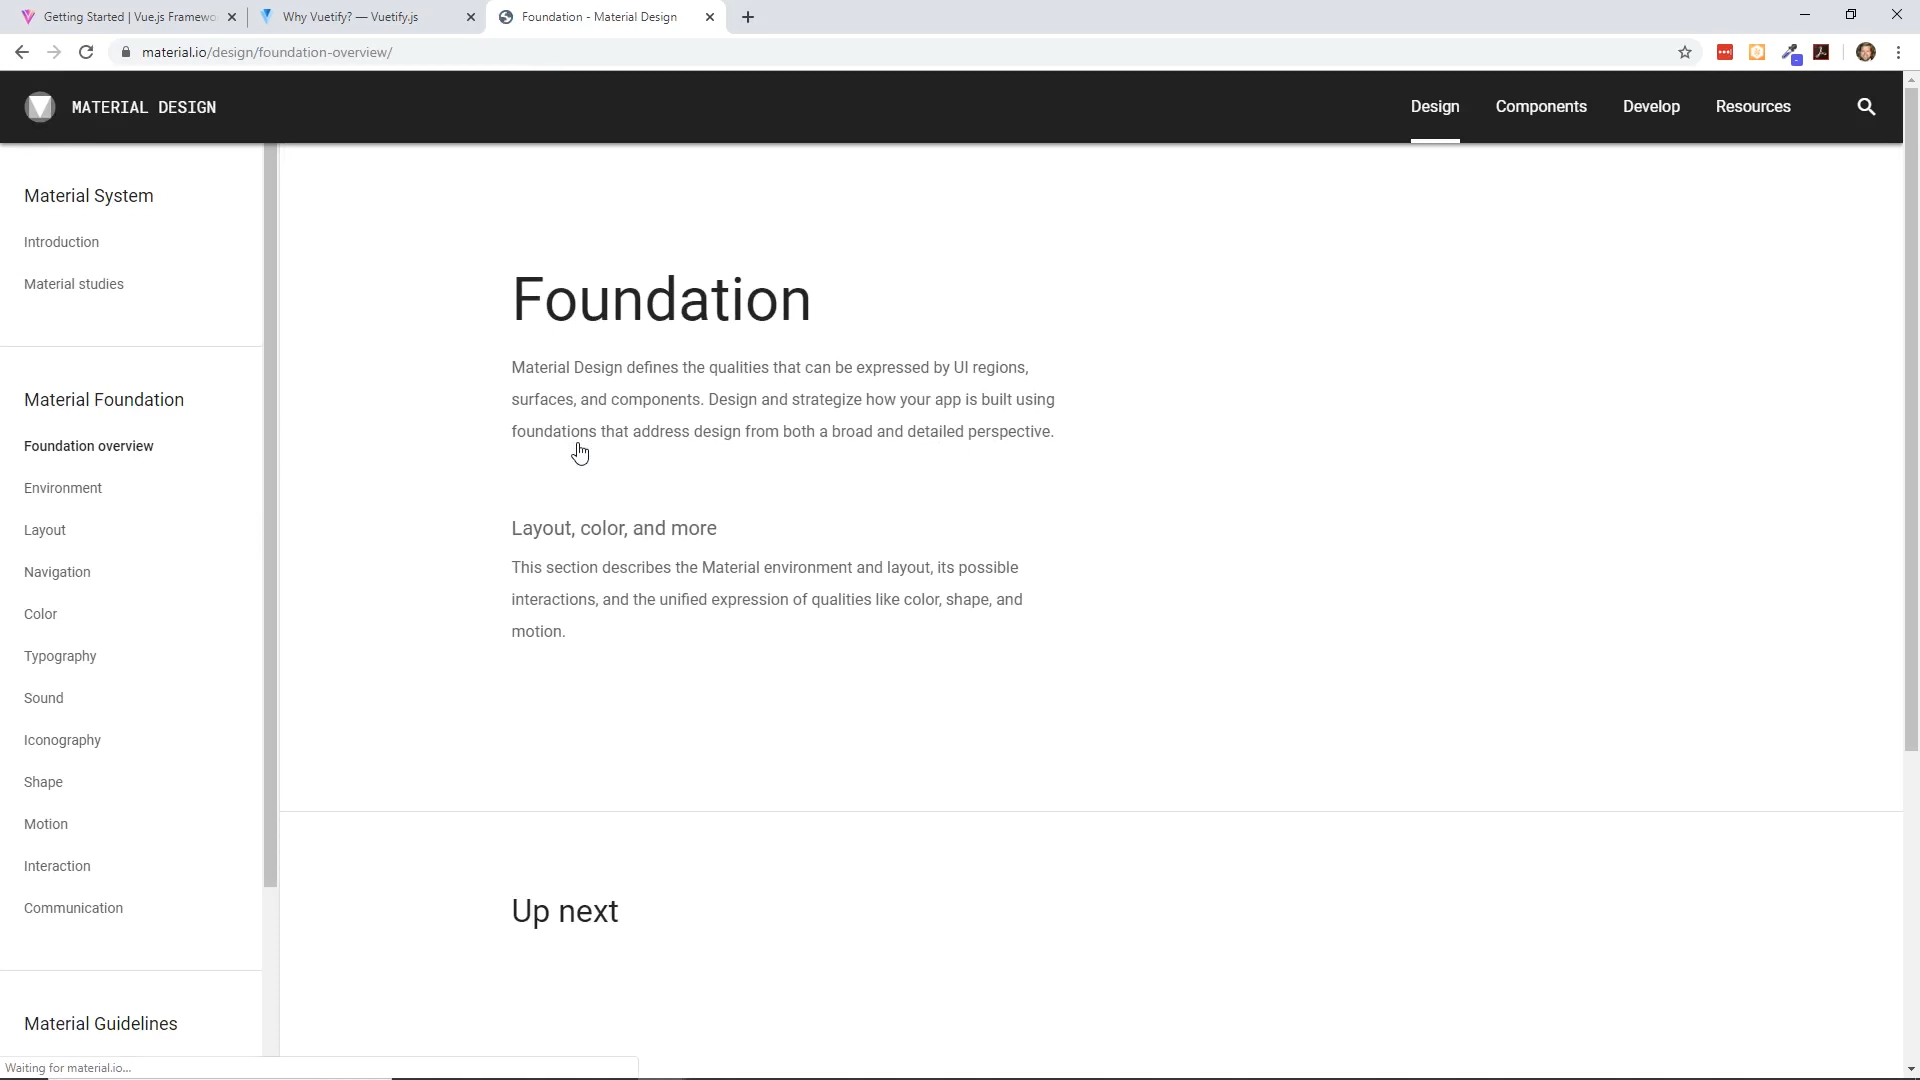 Getting Started | Vue.js Framewo
Why Vuetify? — Vuetify.js
Foundation - Material Design
material.io/design/foundation-overview/
MATERIAL DESIGN
Design
Components
Develop
Resources
Material System
Introduction
Material studies
Material Foundation
Foundation overview
Environment
Layout
Navigation
Color
Typography
Sound
Iconography
Shape
Motion
Interaction
Communication
Material Guidelines
Foundation
Material Design defines the qualities that can be expressed by UI regions,
surfaces, and components. Design and strategize how your app is built using
foundations that address design from both a broad and detailed perspective.
Layout, color, and more
This section describes the Material environment and layout, its possible
interactions, and the unified expression of qualities like color, shape, and
motion.
Up next
Waiting for material.io...